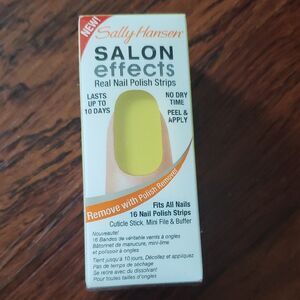 NEW!
Sally Hansen
SALON
effects
Real Nail Polish Strips
LASTS
UP TO
10 DAYS
NO DRY
TIME
PEEL &
APPLY
Remove with Polish Remover
Fits All Nails
16 Nail Polish Strips
Cuticle Stick, Mini File & Buffer
Nouveauté!
16 Bandes de véritable vernis à ongles
Bâtonnet de manucure, mini-lime
et polissoir à ongles
Tient jusqu'à 10 jours, Décollez et appliquez
Pas de temps de séchage
Se retire avec du dissolvant
Pour toutes tailles d'ongles